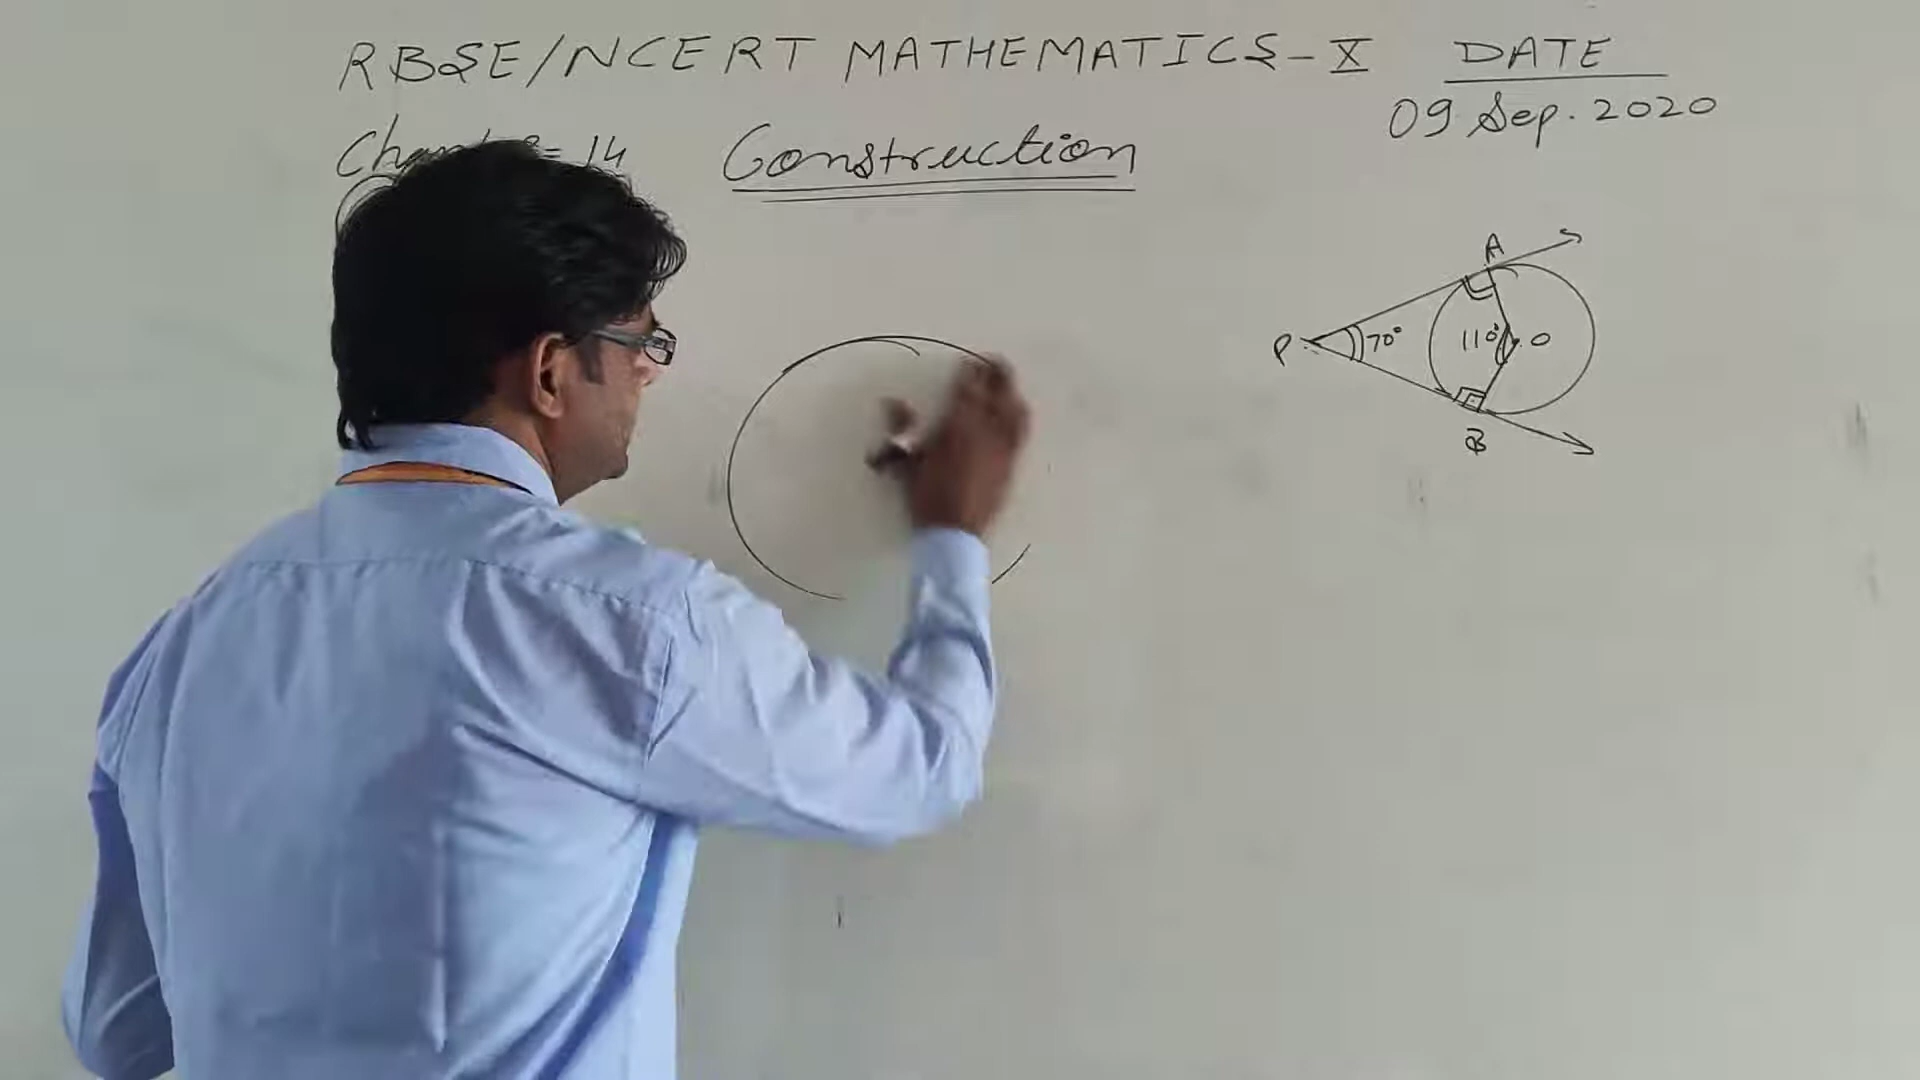 RBSE/NCERT MATHEMATICS-X DATE
09 Sep. 2020
= 14 Construction
A
P 70° 110° O
B